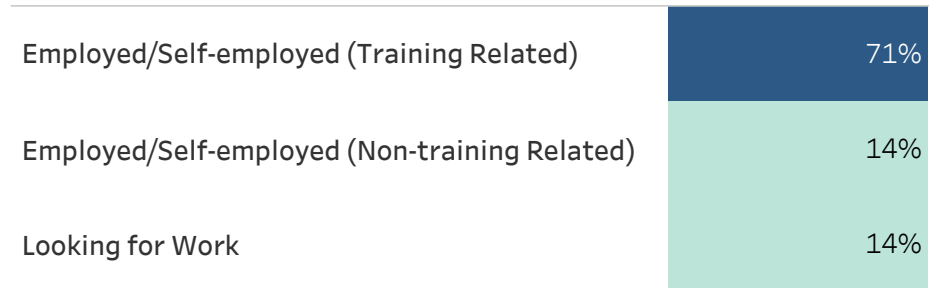 Employed/Self-employed (Training Related) 71%
Employed/Self-employed (Non-training Related) 14%
Looking for Work 14%